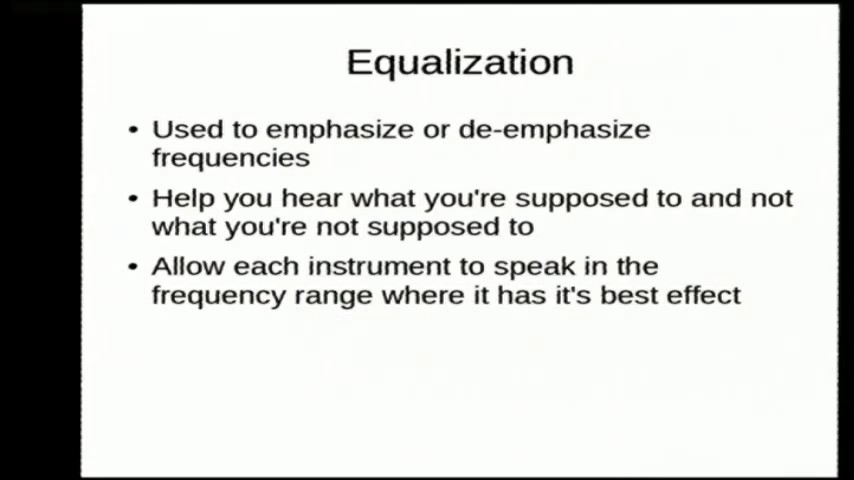 Equalization
• Used to emphasize or de-emphasize
frequencies
• Help you hear what you're supposed to and not
what you're not supposed to
• Allow each instrument to speak in the
frequency range where it has it's best effect